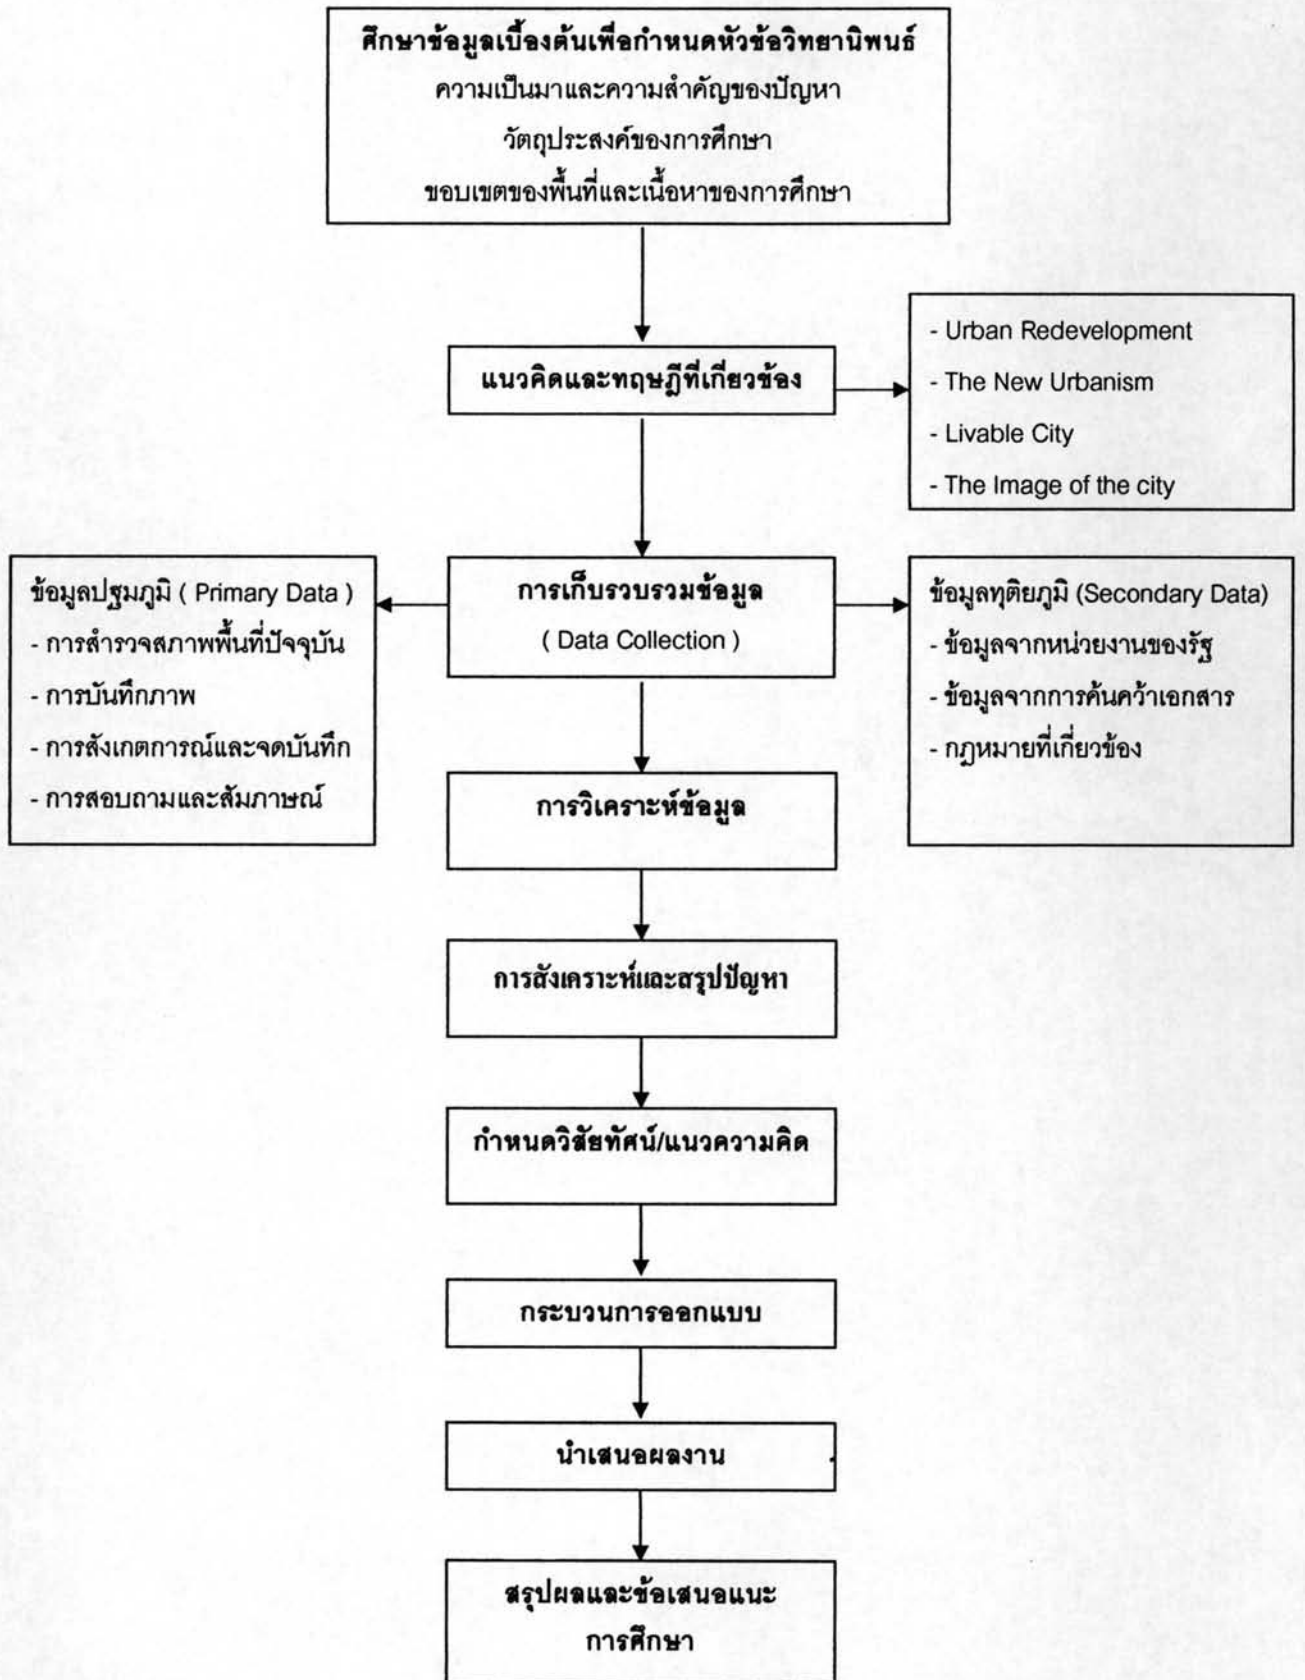 ศึกษาข้อมูลเบื้องต้นเพื่อกำหนดหัวข้อวิทยานิพนธ์
ความเป็นมาและความสำคัญของปัญหา
วัตถุประสงค์ของการศึกษา
ขอบเขตของพื้นที่และเนื้อหาของการศึกษา
แนวคิดและทฤษฎีที่เกี่ยวข้อง
- Urban Redevelopment
- The New Urbanism
- Livable City
- The Image of the city
ข้อมูลปฐมภูมิ ( Primary Data )
- การสำรวจสภาพพื้นที่ปัจจุบัน
- การบันทึกภาพ
- การสังเกตการณ์และจดบันทึก
- การสอบถามและสัมภาษณ์
การเก็บรวบรวมข้อมูล
( Data Collection )
ข้อมูลทุติยภูมิ (Secondary Data)
- ข้อมูลจากหน่วยงานของรัฐ
- ข้อมูลจากการค้นคว้าเอกสาร
- กฎหมายที่เกี่ยวข้อง
การวิเคราะห์ข้อมูล
การสังเคราะห์และสรุปปัญหา
กำหนดวิสัยทัศน์/แนวความคิด
กระบวนการออกแบบ
นำเสนอผลงาน
สรุปผลและข้อเสนอแนะ
การศึกษา